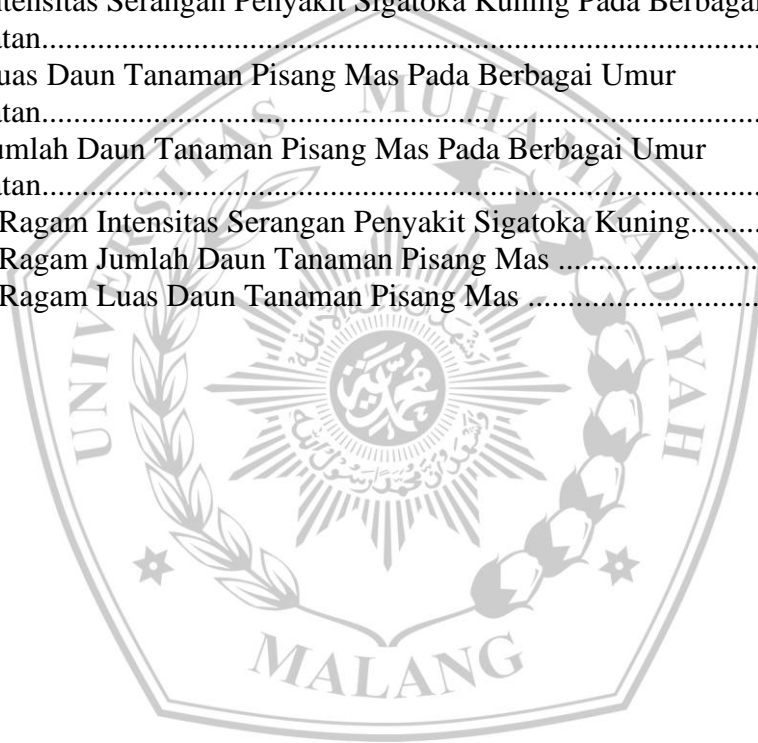 ntensitas Serangan Penyakit Sigatoka Kuning Pada Berbagai
atan..........................................................................................
uas Daun Tanaman Pisang Mas Pada Berbagai Umur
atan..........................................................................................
umlah Daun Tanaman Pisang Mas Pada Berbagai Umur
atan..........................................................................................
Ragam Intensitas Serangan Penyakit Sigatoka Kuning.........
Ragam Jumlah Daun Tanaman Pisang Mas .........................
Ragam Luas Daun Tanaman Pisang Mas .............................
UNIVERSITAS MUHAMMADIYAH
MALANG